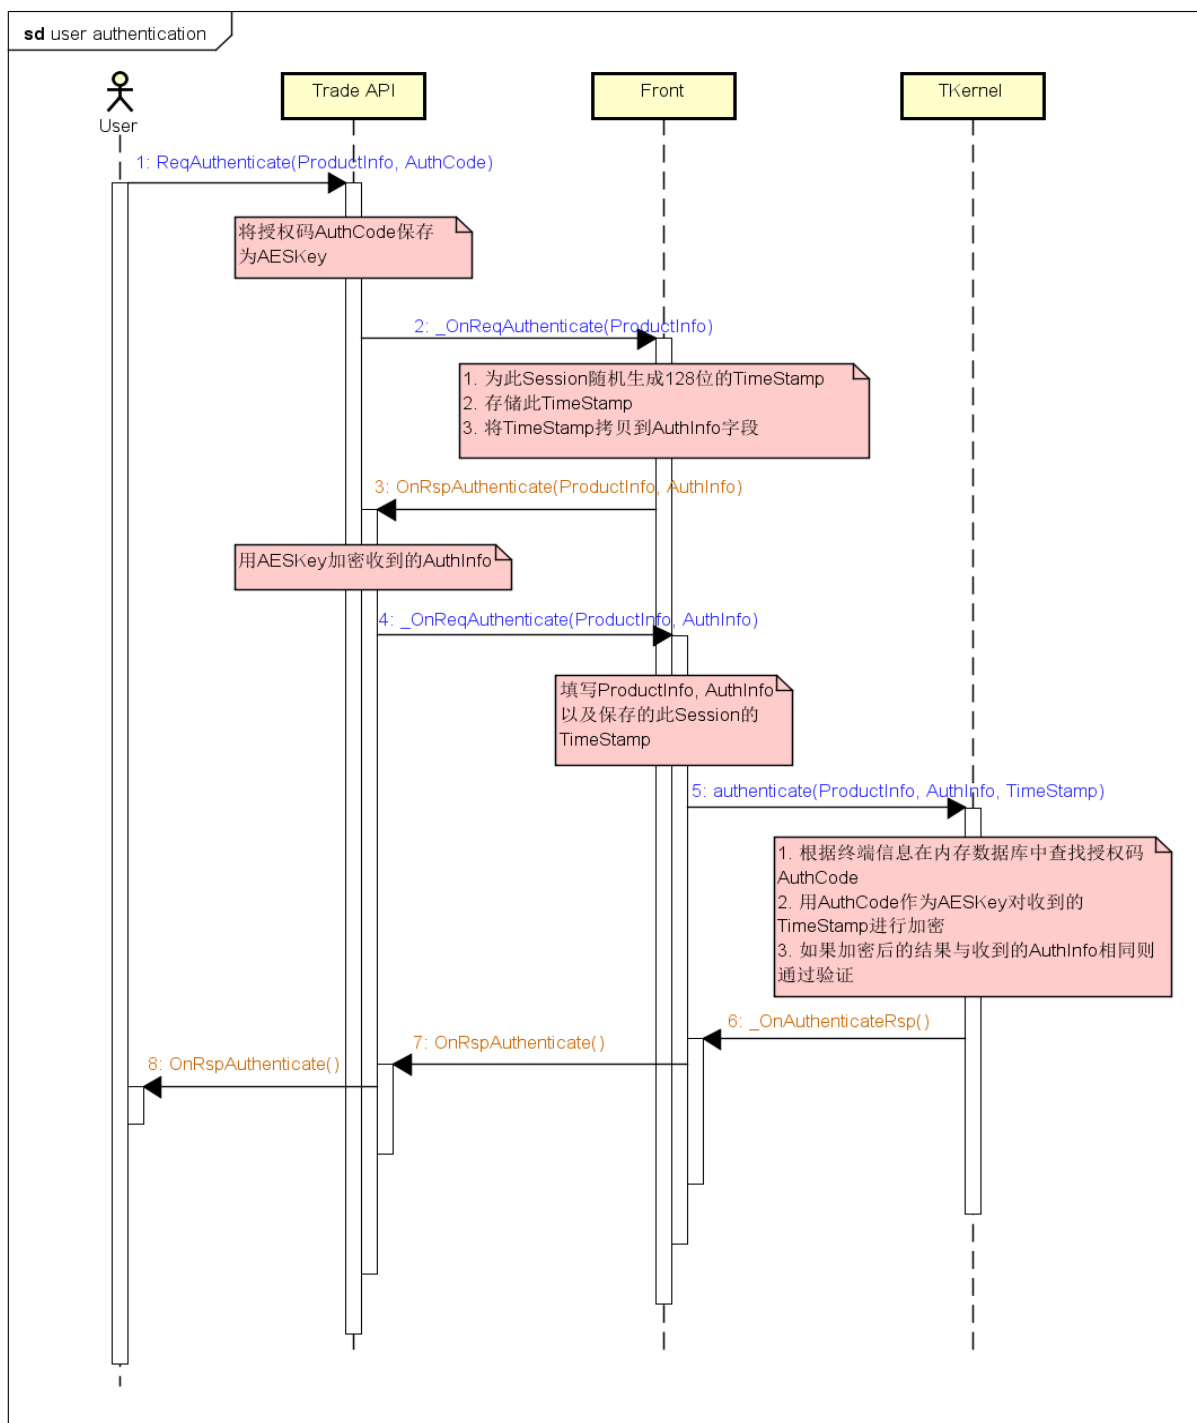 sd user authentication
User
Trade API
Front
TKernel
1: ReqAuthenticate(ProductInfo, AuthCode)
将授权码AuthCode保存
为AESKey
2: _OnReqAuthenticate(ProductInfo)
1. 为此Session随机生成128位的TimeStamp
2. 存储此TimeStamp
3. 将TimeStamp拷贝到AuthInfo字段
3: OnRspAuthenticate(ProductInfo, AuthInfo)
用AESKey加密收到的AuthInfo
4: _OnReqAuthenticate(ProductInfo, AuthInfo)
填写ProductInfo, AuthInfo
以及保存的此Session的
TimeStamp
5: authenticate(ProductInfo, AuthInfo, TimeStamp)
1. 根据终端信息在内存数据库中查找授权码
AuthCode
2. 用AuthCode作为AESKey对收到的
TimeStamp进行加密
3. 如果加密后的结果与收到的AuthInfo相同则
通过验证
6: _OnAuthenticateRsp()
7: OnRspAuthenticate()
8: OnRspAuthenticate()